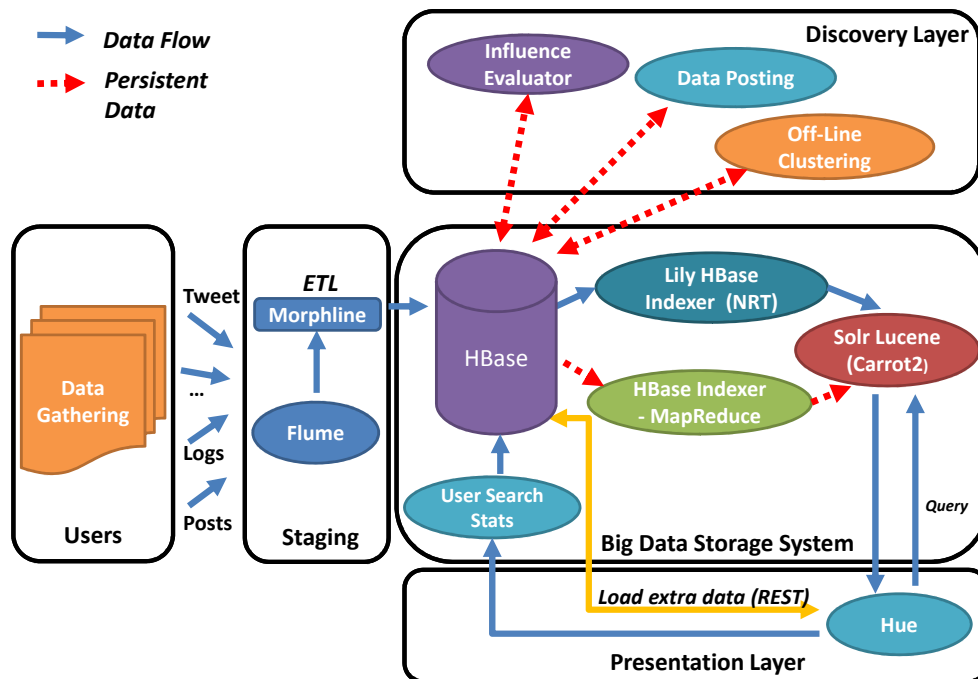 Data Flow
Persistent
Data
Discovery Layer
Influence
Evaluator
Data Posting
Off-Line
Clustering
Tweet
...
Logs
Posts
Data
Gathering
Users
ETL
Morphline
Flume
Staging
HBase
Lily HBase
Indexer (NRT)
Solr Lucene
(Carrot2)
HBase Indexer
- MapReduce
User Search
Stats
Query
Big Data Storage System
Load extra data (REST)
Hue
Presentation Layer